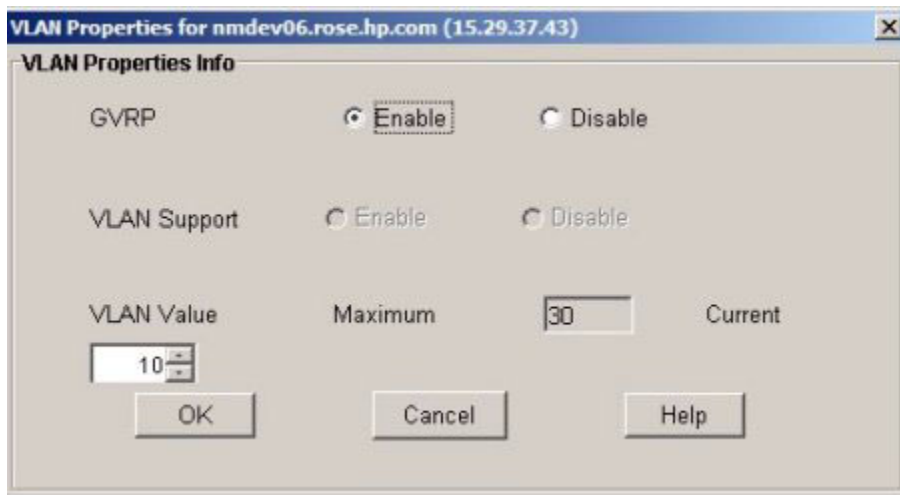 VLAN Properties for nmdev06.rose.hp.com (15.29.37.43)
VLAN Properties Info
GVRP Enable Disable
VLAN Support Enable Disable
VLAN Value Maximum 30 Current
10
OK Cancel Help